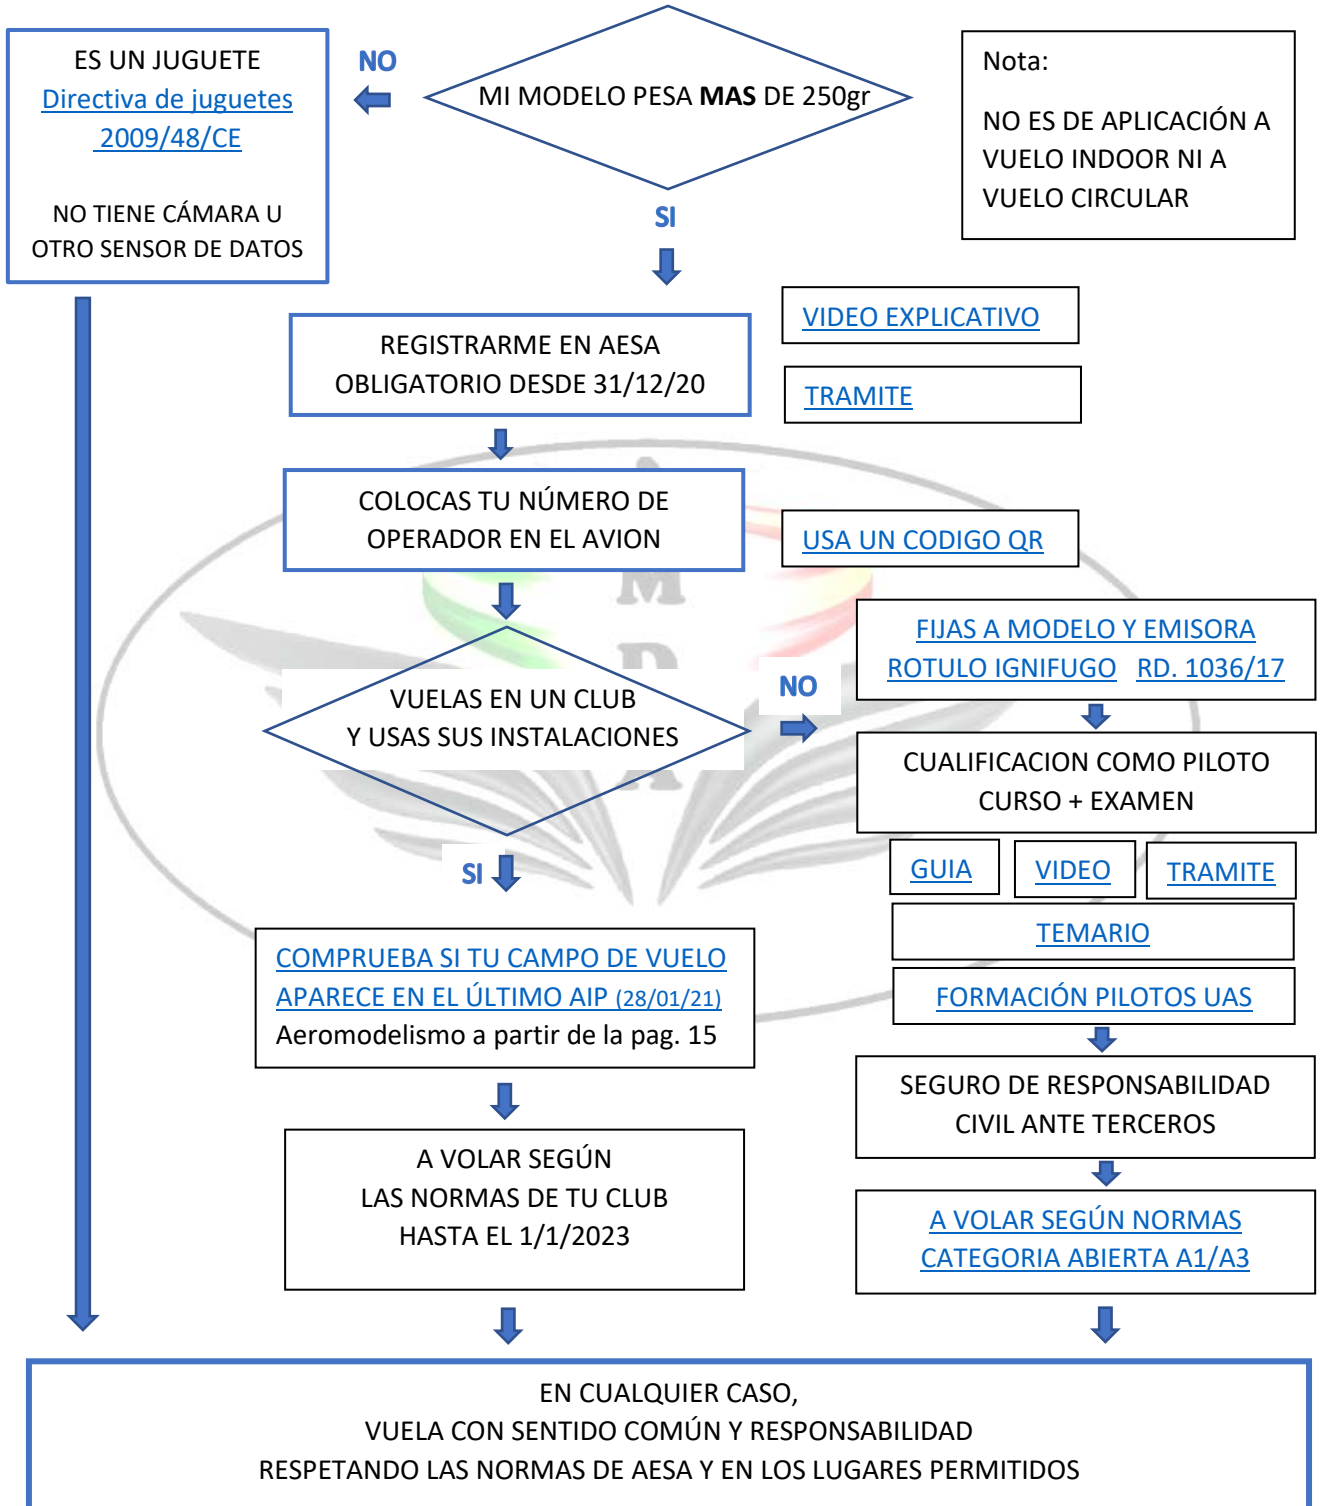 ES UN JUGUETE
Directiva de juguetes
2009/48/CE
NO TIENE CÁMARA U
OTRO SENSOR DE DATOS
NO
MI MODELO PESA MAS DE 250gr
Nota:
NO ES DE APLICACIÓN A
VUELO INDOOR NI A
VUELO CIRCULAR
SI
REGISTRARME EN AESA
OBLIGATORIO DESDE 31/12/20
VIDEO EXPLICATIVO
TRAMITE
COLOCAS TU NÚMERO DE
OPERADOR EN EL AVION
USA UN CODIGO QR
A
M
D
A
VUELAS EN UN CLUB
Y USAS SUS INSTALACIONES
NO
FIJAS A MODELO Y EMISORA
ROTULO IGNIFUGO RD. 1036/17
CUALIFICACION COMO PILOTO
CURSO + EXAMEN
GUIA
VIDEO
TRAMITE
TEMARIO
FORMACIÓN PILOTOS UAS
SI
COMPRUEBA SI TU CAMPO DE VUELO
APARECE EN EL ÚLTIMO AIP (28/01/21)
Aeromodelismo a partir de la pag. 15
SEGURO DE RESPONSABILIDAD
CIVIL ANTE TERCEROS
A VOLAR SEGÚN
LAS NORMAS DE TU CLUB
HASTA EL 1/1/2023
A VOLAR SEGÚN NORMAS
CATEGORIA ABIERTA A1/A3
EN CUALQUIER CASO,
VUELA CON SENTIDO COMÚN Y RESPONSABILIDAD
RESPETANDO LAS NORMAS DE AESA Y EN LOS LUGARES PERMITIDOS